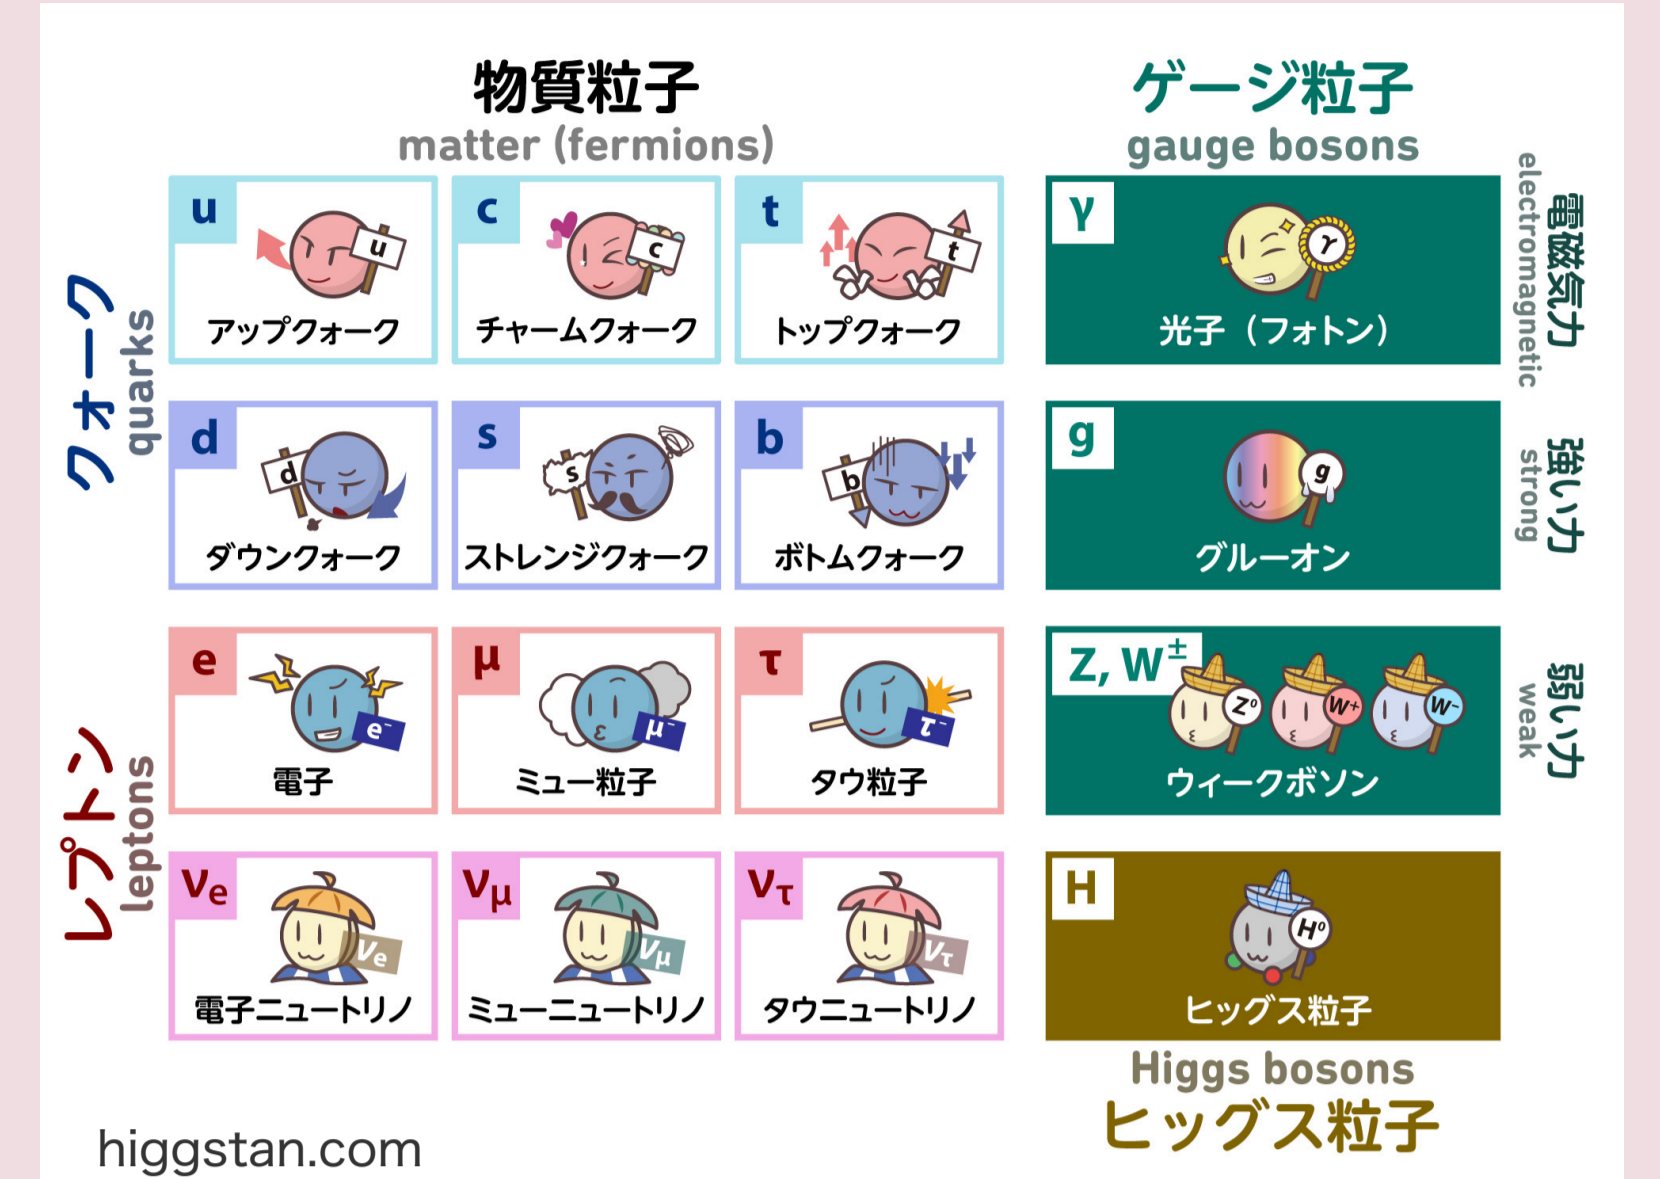 物質粒子
matter (fermions)
ゲージ粒子
gauge bosons
クォーク
quarks
u
u
アップクォーク
c
c
チャームクォーク
t
t
トップクォーク
γ
γ
光子（フォトン）
電磁気力
electromagnetic
d
d
ダウンクォーク
s
s
ストレンジクォーク
b
b
ボトムクォーク
g
g
グルーオン
強い力
strong
レプトン
leptons
e
e⁻
電子
μ
μ⁻
ミュー粒子
τ
τ⁻
タウ粒子
Z, W±
Z⁰
W⁺
W⁻
ウィークボソン
弱い力
weak
νe
νe
電子ニュートリノ
νμ
νμ
ミューニュートリノ
ντ
ντ
タウニュートリノ
H
H⁰
ヒッグス粒子
Higgs bosons
ヒッグス粒子
higgstan.com